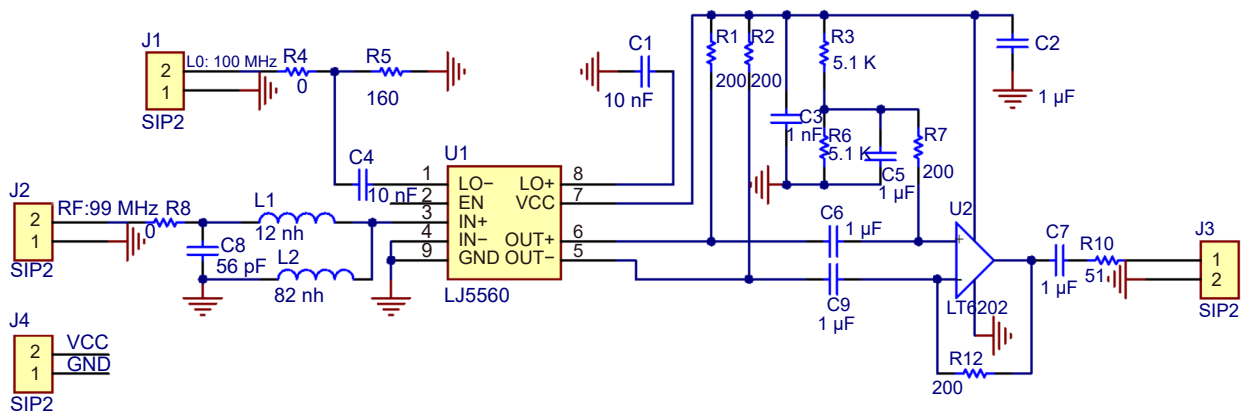 J1
2
1
SIP2
L0: 100 MHz
R4
0
R5
160
C1
10 nF
R1
200
R2
200
R3
5.1 K
C2
1 µF
C3
1 nF
R6
5.1 K
C5
1 µF
R7
200
C4
10 nF
U1
1
2
3
4
9
LO−
EN
IN+
IN−
GND
LO+
VCC
OUT+
OUT−
8
7
6
5
LJ5560
J2
2
1
SIP2
RF:99 MHz
R8
0
L1
12 nh
C8
56 pF
L2
82 nh
C6
1 µF
C9
1 µF
U2
+
−
LT6202
C7
1 µF
R10
51
J3
1
2
SIP2
R12
200
J4
2
1
SIP2
VCC
GND